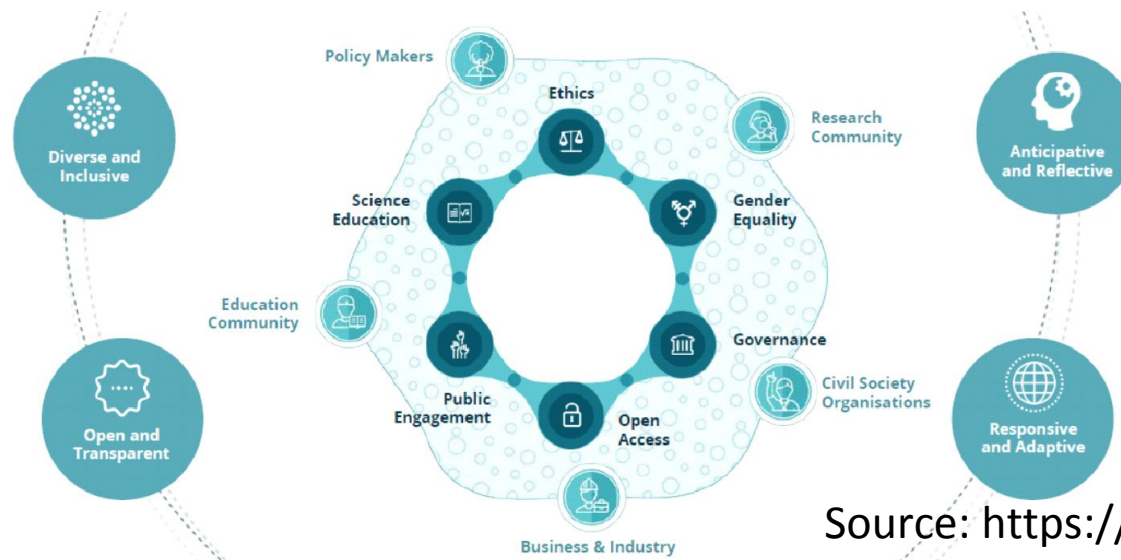 Policy Makers
Ethics
Research
Community
Diverse and
Inclusive
Anticipative
and Reflective
Science
Education
Gender
Equality
Education
Community
Governance
Public
Engagement
Open
Access
Civil Society
Organisations
Open and
Transparent
Responsive
and Adaptive
Business & Industry
Source: https://